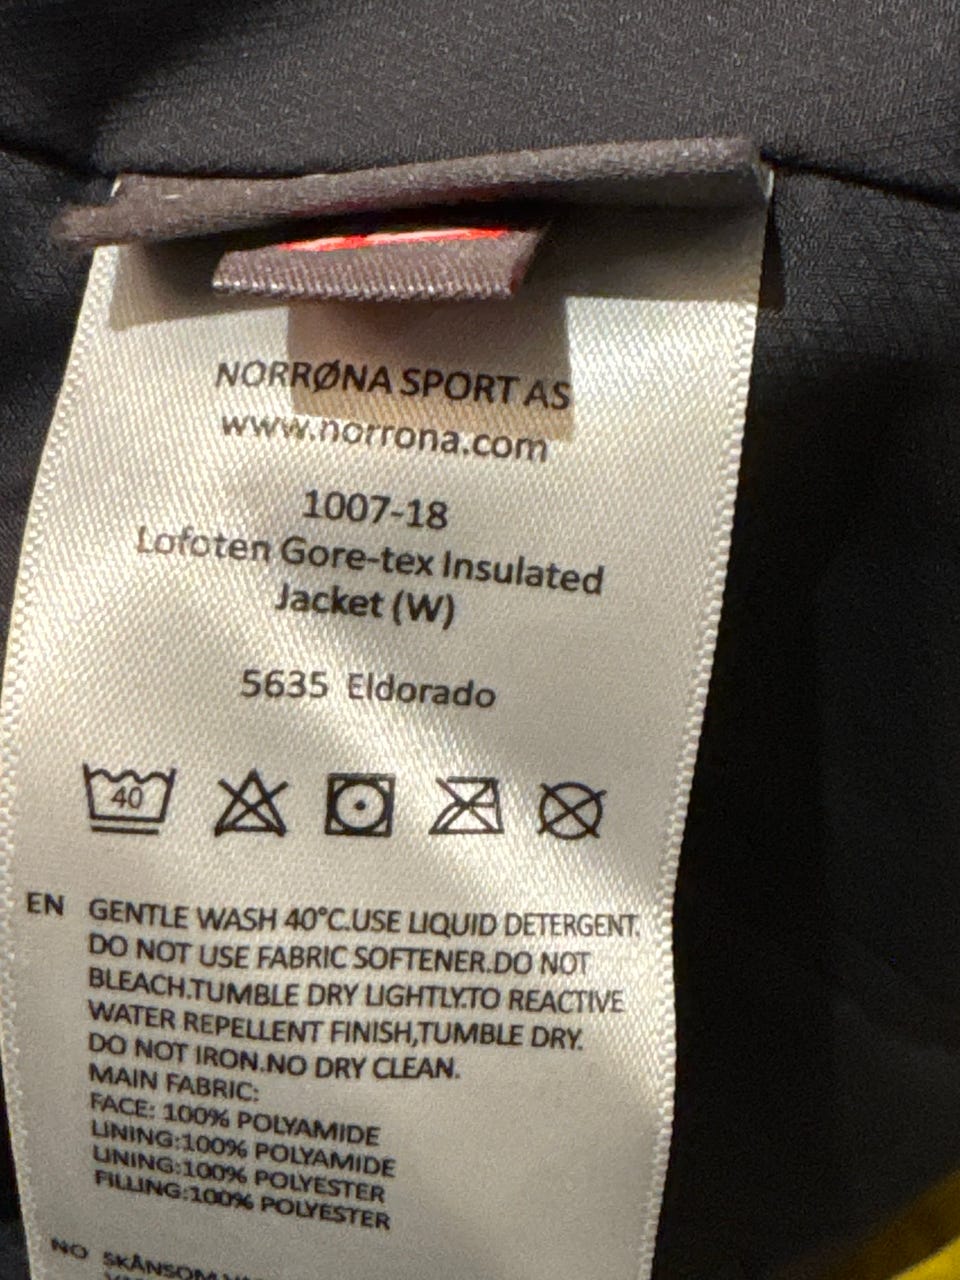 NORRØNA SPORT AS
www.norrona.com
1007-18
Lofoten Gore-tex Insulated
Jacket (W)
5635 Eldorado
40
EN GENTLE WASH 40°C.USE LIQUID DETERGENT.
DO NOT USE FABRIC SOFTENER.DO NOT
BLEACH.TUMBLE DRY LIGHTLY.TO REACTIVE
WATER REPELLENT FINISH,TUMBLE DRY.
DO NOT IRON.NO DRY CLEAN.
MAIN FABRIC:
FACE: 100% POLYAMIDE
LINING:100% POLYAMIDE
LINING:100% POLYESTER
FILLING:100% POLYESTER
NO